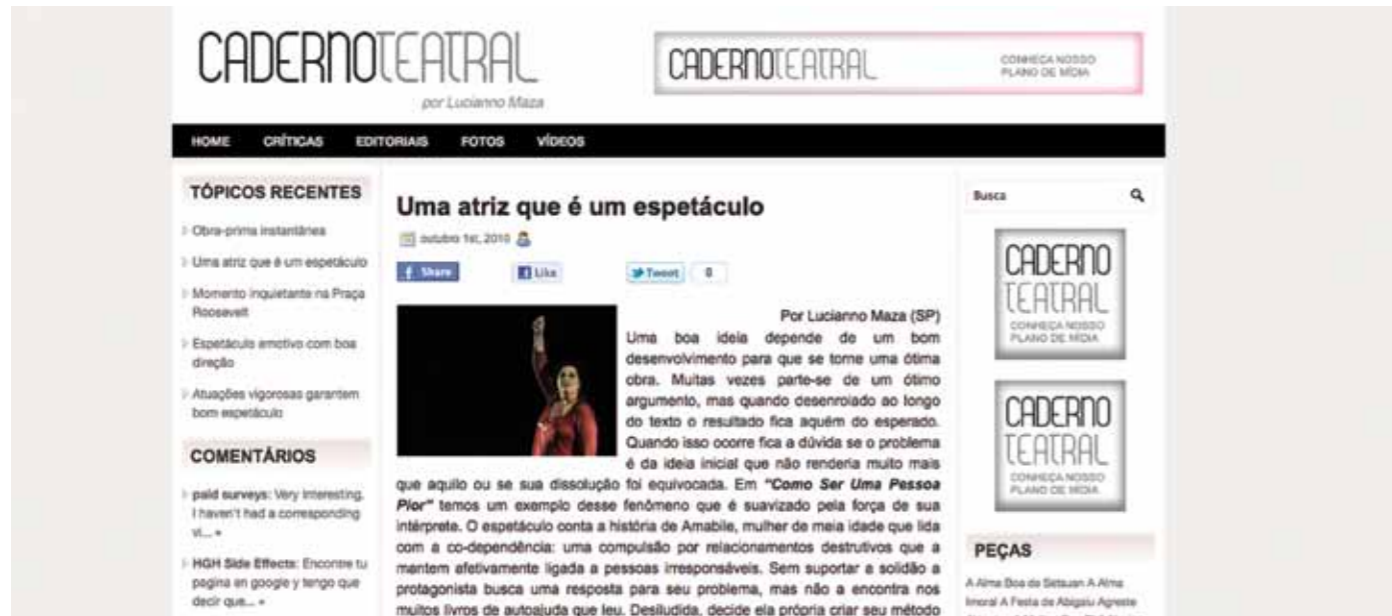 CADERNOTEATRAL
por Lucianno Maza
CADERNOTEATRAL
CONHEÇA NOSSO
PLANO DE MÍDIA
HOME CRÍTICAS EDITORIAIS FOTOS VÍDEOS
TÓPICOS RECENTES
Obra-prima instantânea
Uma atriz que é um espetáculo
Momento inquietante na Praça
Roosevelt
Espetáculo emotivo com boa
direção
Atuações vigorosas garantem
bom espetáculo
COMENTÁRIOS
paid surveys: Very interesting,
I haven't had a corresponding
vi... »
HGH Side Effects: Encontre tu
pagina en google y tengo que
decir que... »
Uma atriz que é um espetáculo
outubro 1st, 2010
Share Like Tweet 0
Por Lucianno Maza (SP)
Uma boa ideia depende de um bom
desenvolvimento para que se torne uma ótima
obra. Muitas vezes parte-se de um ótimo
argumento, mas quando desenrolado ao longo
do texto o resultado fica aquém do esperado.
Quando isso ocorre fica a dúvida se o problema
é da ideia inicial que não renderia muito mais
que aquilo ou se sua dissolução foi equivocada. Em "Como Ser Uma Pessoa
Pior" temos um exemplo desse fenômeno que é suavizado pela força de sua
intérprete. O espetáculo conta a história de Amabile, mulher de meia idade que lida
com a co-dependência: uma compulsão por relacionamentos destrutivos que a
mantem efetivamente ligada a pessoas irresponsáveis. Sem suportar a solidão a
protagonista busca uma resposta para seu problema, mas não a encontra nos
muitos livros de autoajuda que leu. Desiludida, decide ela própria criar seu método
Busca
CADERNO
TEATRAL
CONHEÇA NOSSO
PLANO DE MÍDIA
CADERNO
TEATRAL
CONHEÇA NOSSO
PLANO DE MÍDIA
PEÇAS
A Alma Boa de Setsuan A Alma
Imoral A Festa de Abigaiu Agreste